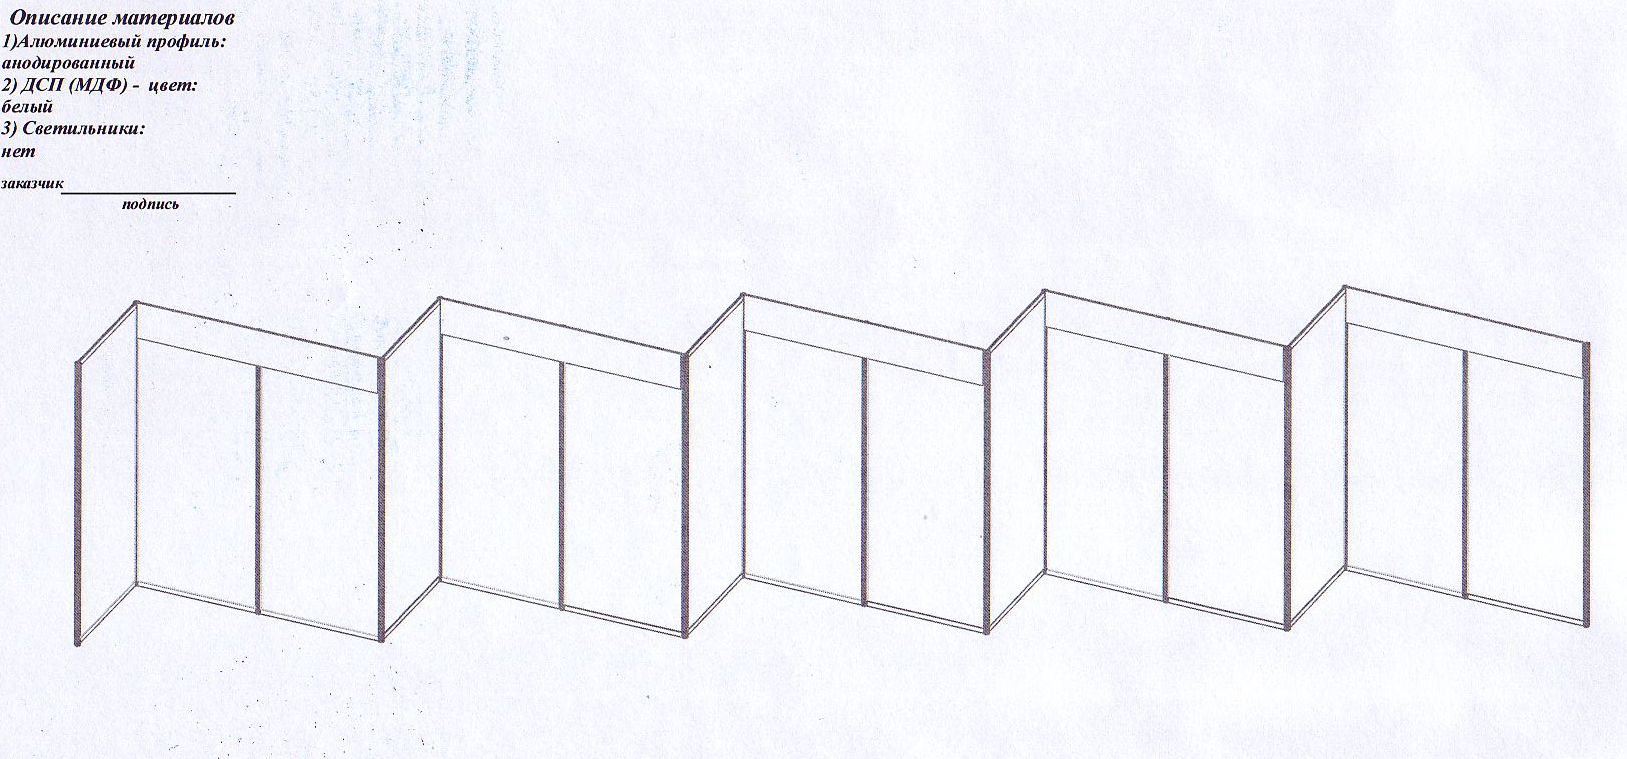 Описание материалов
1)Алюминиевый профиль:
анодированный
2) ДСП (МДФ) - цвет:
белый
3) Светильники:
нет
заказчик
подпись